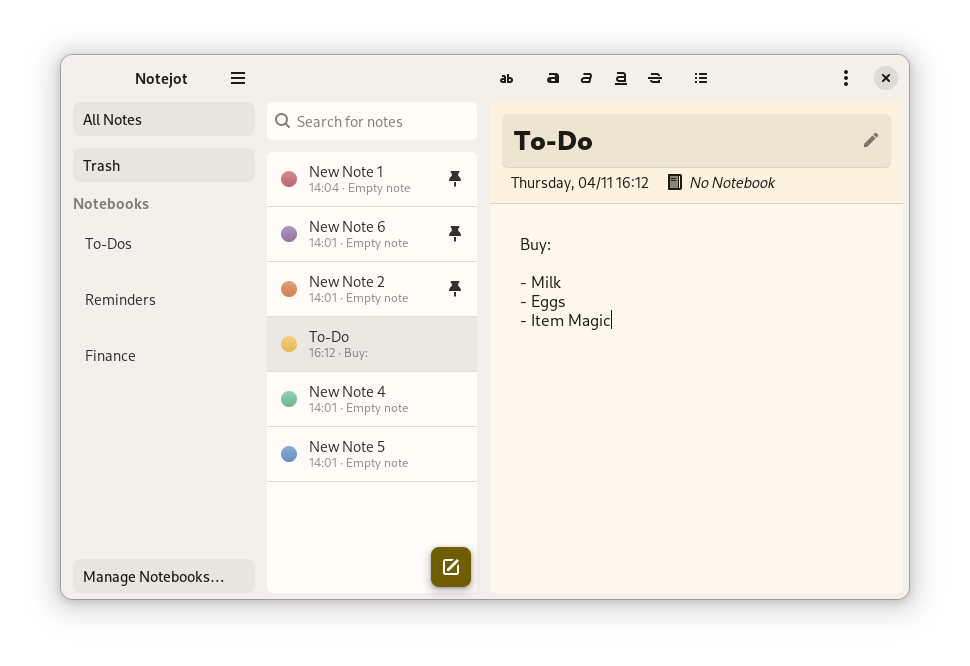 Notejot
ab a a a S
All Notes
Trash
Notebooks
To-Dos
Reminders
Finance
Manage Notebooks...
Search for notes
New Note 1
14:04 · Empty note
New Note 6
14:01 · Empty note
New Note 2
14:01 · Empty note
To-Do
16:12 · Buy:
New Note 4
14:01 · Empty note
New Note 5
14:01 · Empty note
To-Do
Thursday, 04/11 16:12 No Notebook
Buy:
- Milk
- Eggs
- Item Magic